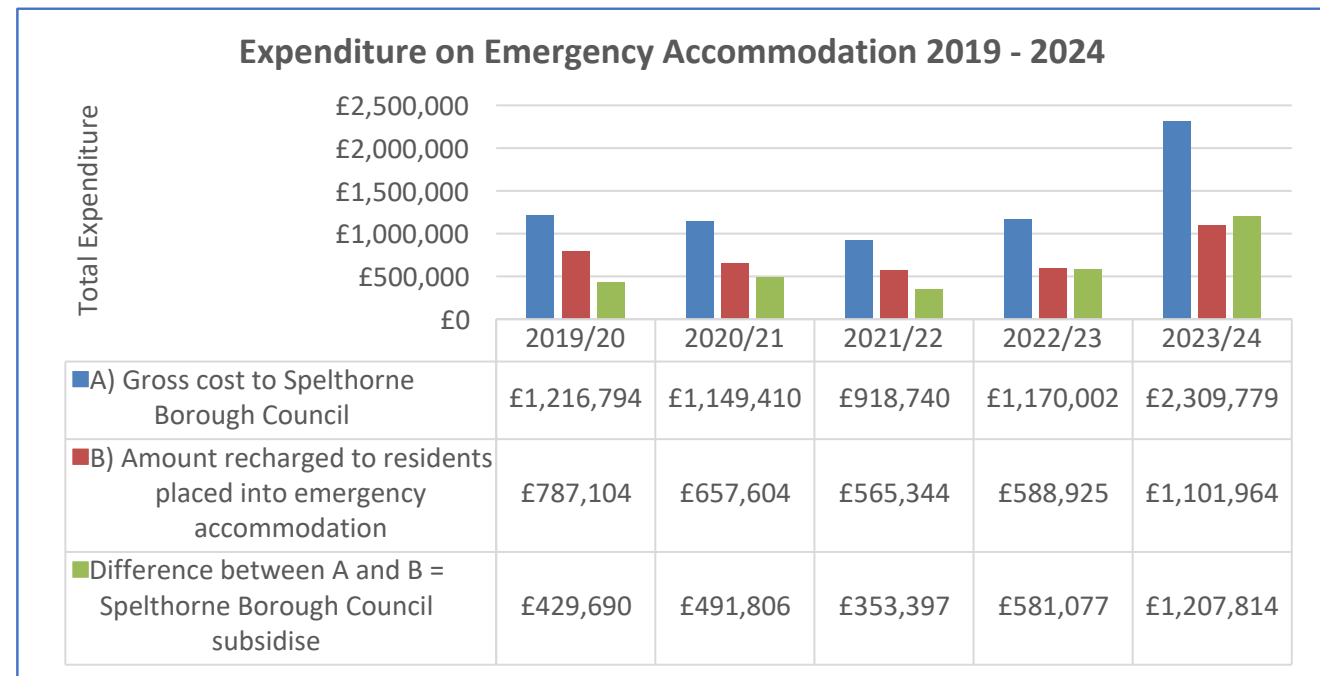 Expenditure on Emergency Accommodation 2019 - 2024
Total Expenditure
£2,500,000
£2,000,000
£1,500,000
£1,000,000
£500,000
£0
2019/20 2020/21 2021/22 2022/23 2023/24
A) Gross cost to Spelthorne
Borough Council
£1,216,794 £1,149,410 £918,740 £1,170,002 £2,309,779
B) Amount recharged to residents
placed into emergency
accommodation
£787,104 £657,604 £565,344 £588,925 £1,101,964
Difference between A and B =
Spelthorne Borough Council
subsidise
£429,690 £491,806 £353,397 £581,077 £1,207,814